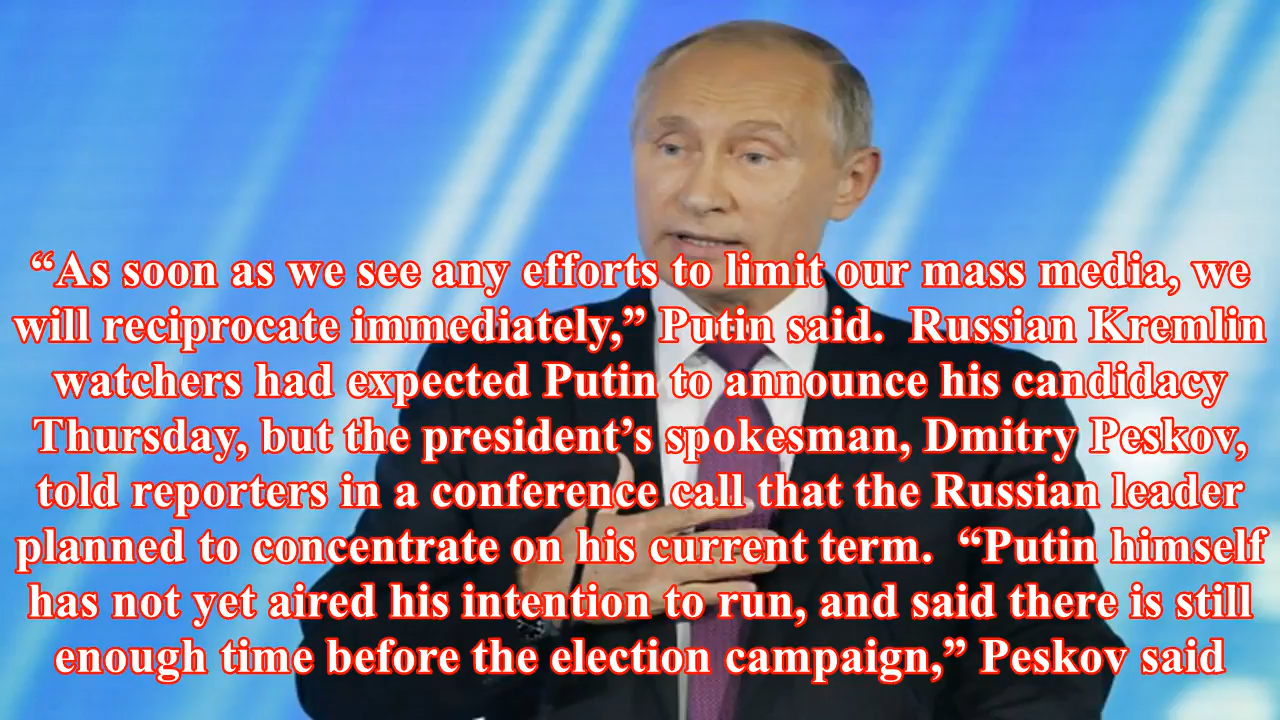 “As soon as we see any efforts to limit our mass media, we
will reciprocate immediately,” Putin said.  Russian Kremlin
watchers had expected Putin to announce his candidacy
Thursday, but the president’s spokesman, Dmitry Peskov,
told reporters in a conference call that the Russian leader
planned to concentrate on his current term.  “Putin himself
has not yet aired his intention to run, and said there is still
enough time before the election campaign,” Peskov said